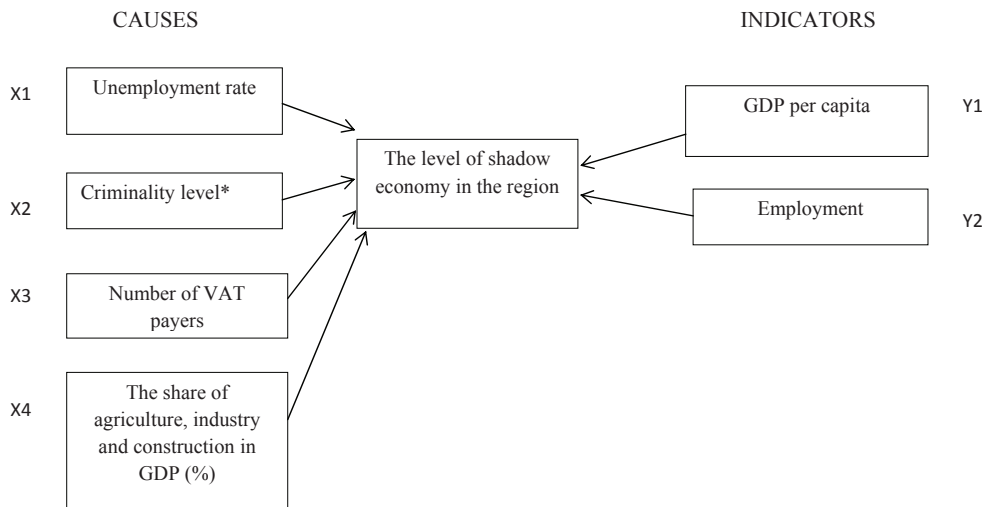 CAUSES
INDICATORS
X1
Unemployment rate
X2
Criminality level*
X3
Number of VAT
payers
X4
The share of
agriculture, industry
and construction in
GDP (%)
The level of shadow
economy in the region
GDP per capita
Y1
Employment
Y2